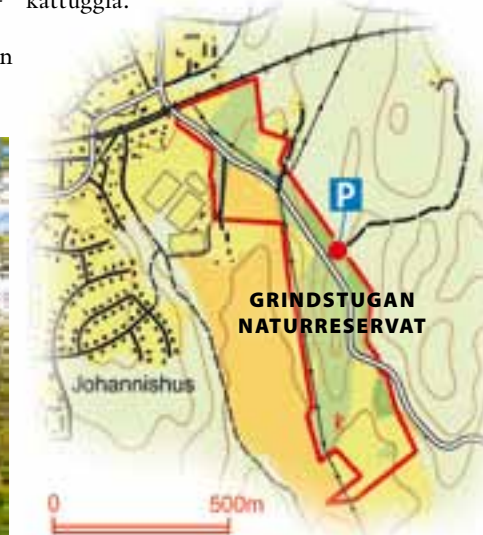 kattuggla.
n
P
GRINDSTUGAN
NATURRESERVAT
Johannishus
R
0 500m